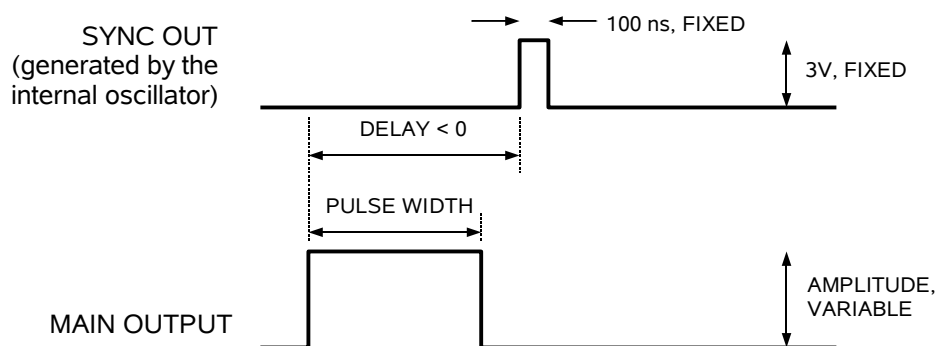 SYNC OUT
(generated by the
internal oscillator)
100 ns, FIXED
3V, FIXED
DELAY < 0
PULSE WIDTH
MAIN OUTPUT
AMPLITUDE,
VARIABLE